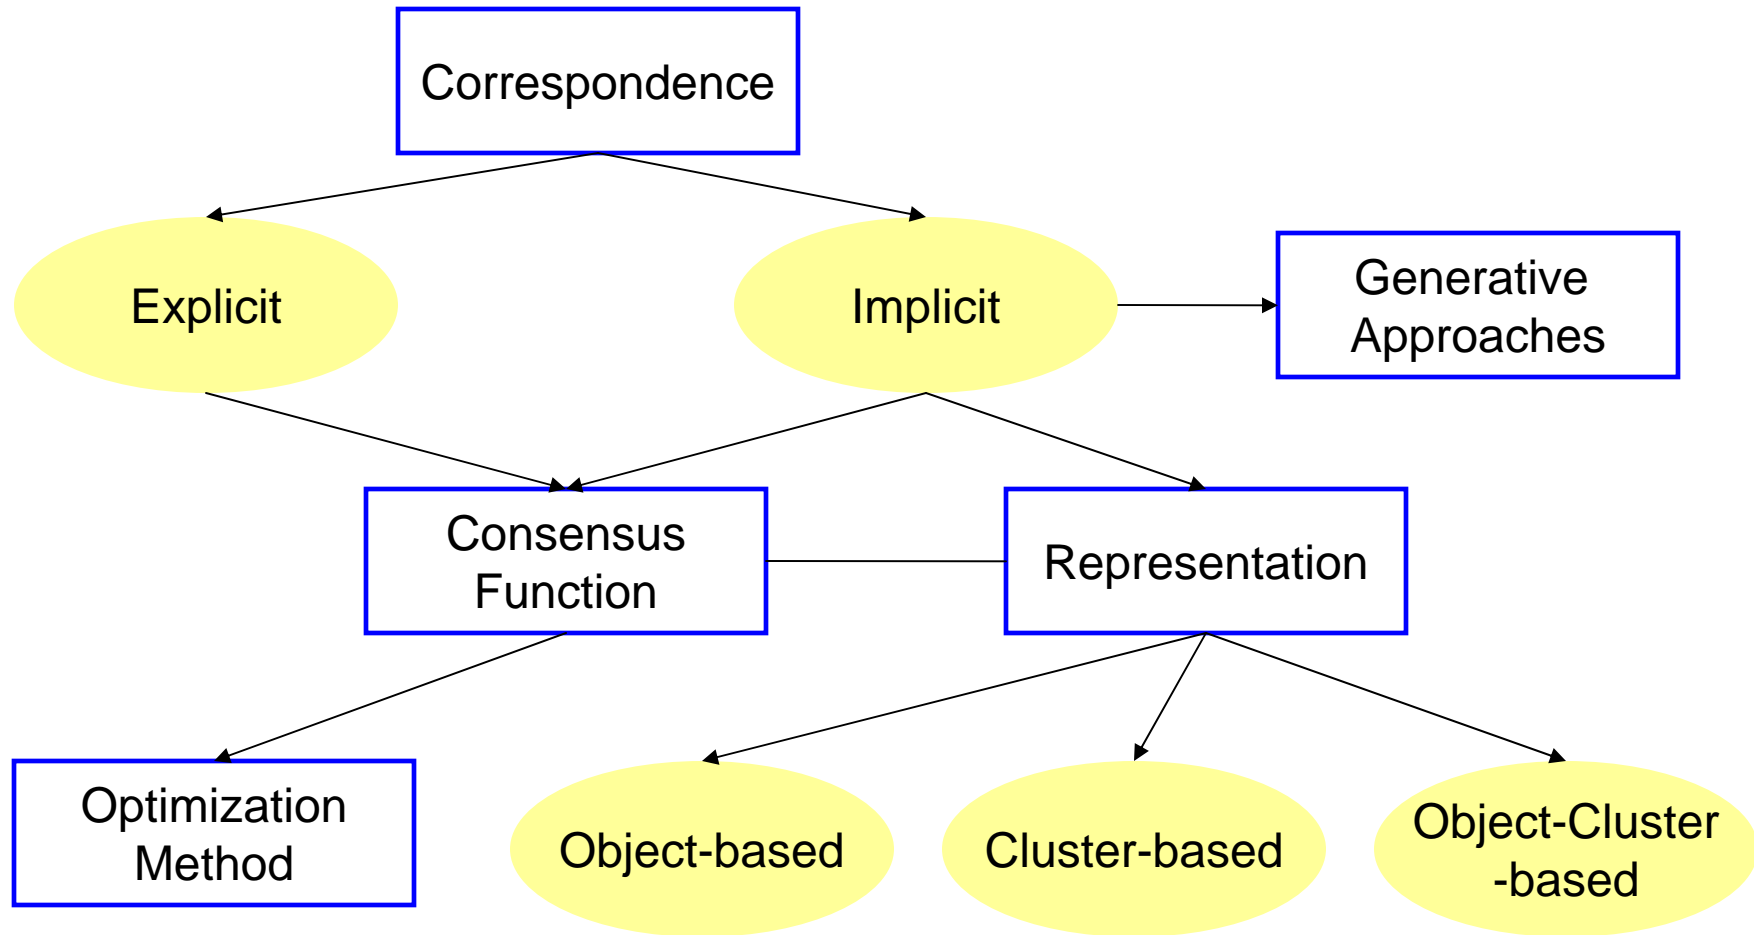 Correspondence
Explicit
Implicit
Generative
Approaches
Consensus
Function
Representation
Optimization
Method
Object-based
Cluster-based
Object-Cluster
-based